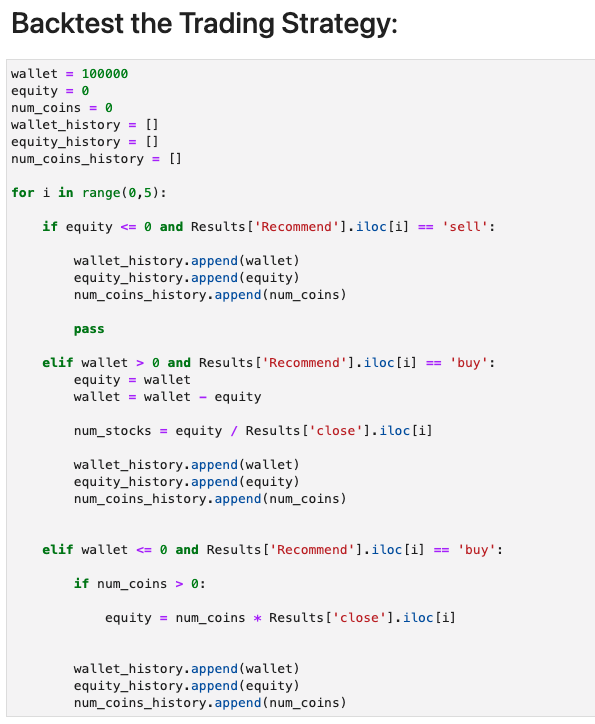 Backtest the Trading Strategy:
wallet = 100000
equity = 0
num_coins = 0
wallet_history = []
equity_history = []
num_coins_history = []
for i in range(0,5):
    if equity <= 0 and Results['Recommend'].iloc[i] == 'sell':
        wallet_history.append(wallet)
        equity_history.append(equity)
        num_coins_history.append(num_coins)
        pass
    elif wallet > 0 and Results['Recommend'].iloc[i] == 'buy':
        equity = wallet
        wallet = wallet - equity
        num_stocks = equity / Results['close'].iloc[i]
        wallet_history.append(wallet)
        equity_history.append(equity)
        num_coins_history.append(num_coins)
    elif wallet <= 0 and Results['Recommend'].iloc[i] == 'buy':
        if num_coins > 0:
            equity = num_coins * Results['close'].iloc[i]
        wallet_history.append(wallet)
        equity_history.append(equity)
        num_coins_history.append(num_coins)